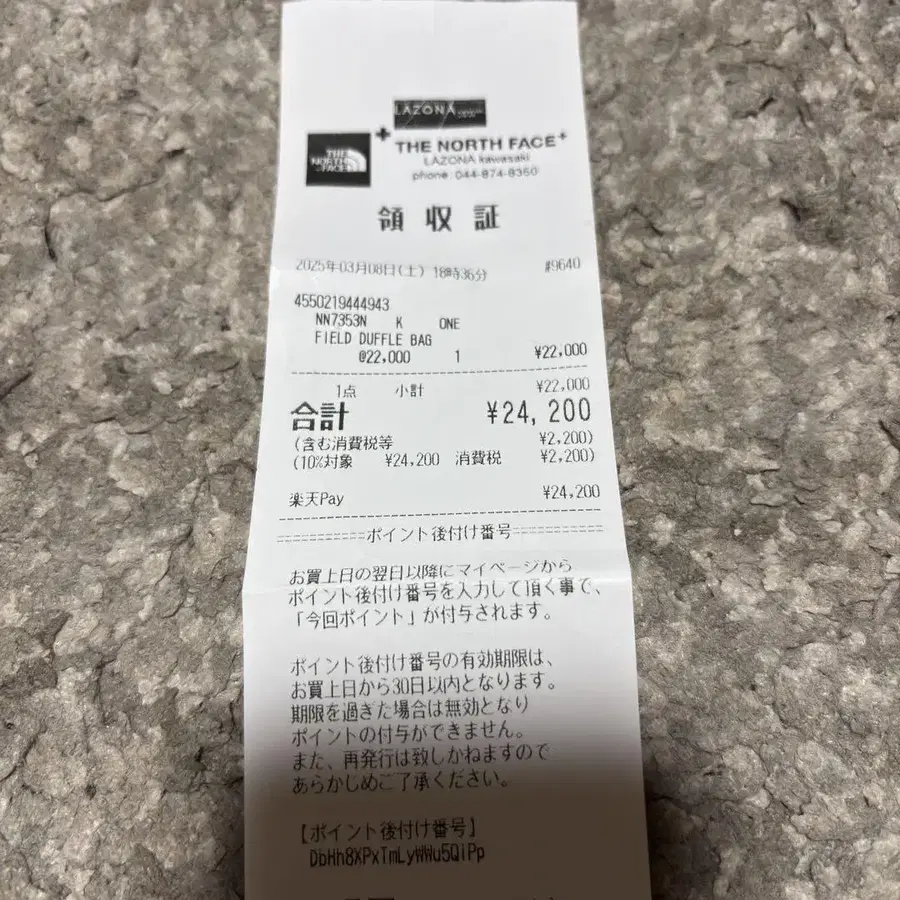 LAZONA
THE
NORTH
FACE
THE NORTH FACE+
LAZONA kawasaki
phone:044-874-8350
領収証
2025年03月08日(土) 18時36分 #9640
4550219444943
NN7353N K ONE
FIELD DUFFLE BAG
@22,000 1 ¥22,000
1点 小計 ¥22,000
合計 ¥24,200
(含む消費税等 ¥2,200)
(10%対象 ¥24,200 消費税 ¥2,200)
楽天Pay ¥24,200
===========ポイント後付け番号===========
お買上日の翌日以降にマイページから
ポイント後付け番号を入力して頂く事で、
「今回ポイント」が付与されます。
ポイント後付け番号の有効期限は、
お買上日から30日以内となります。
期限を過ぎた場合は無効となり
ポイントの付与ができません。
また、再発行は致しかねますので
あらかじめご了承ください。
【ポイント後付け番号】
DbHh8XPxTmLyWWu5QiPp